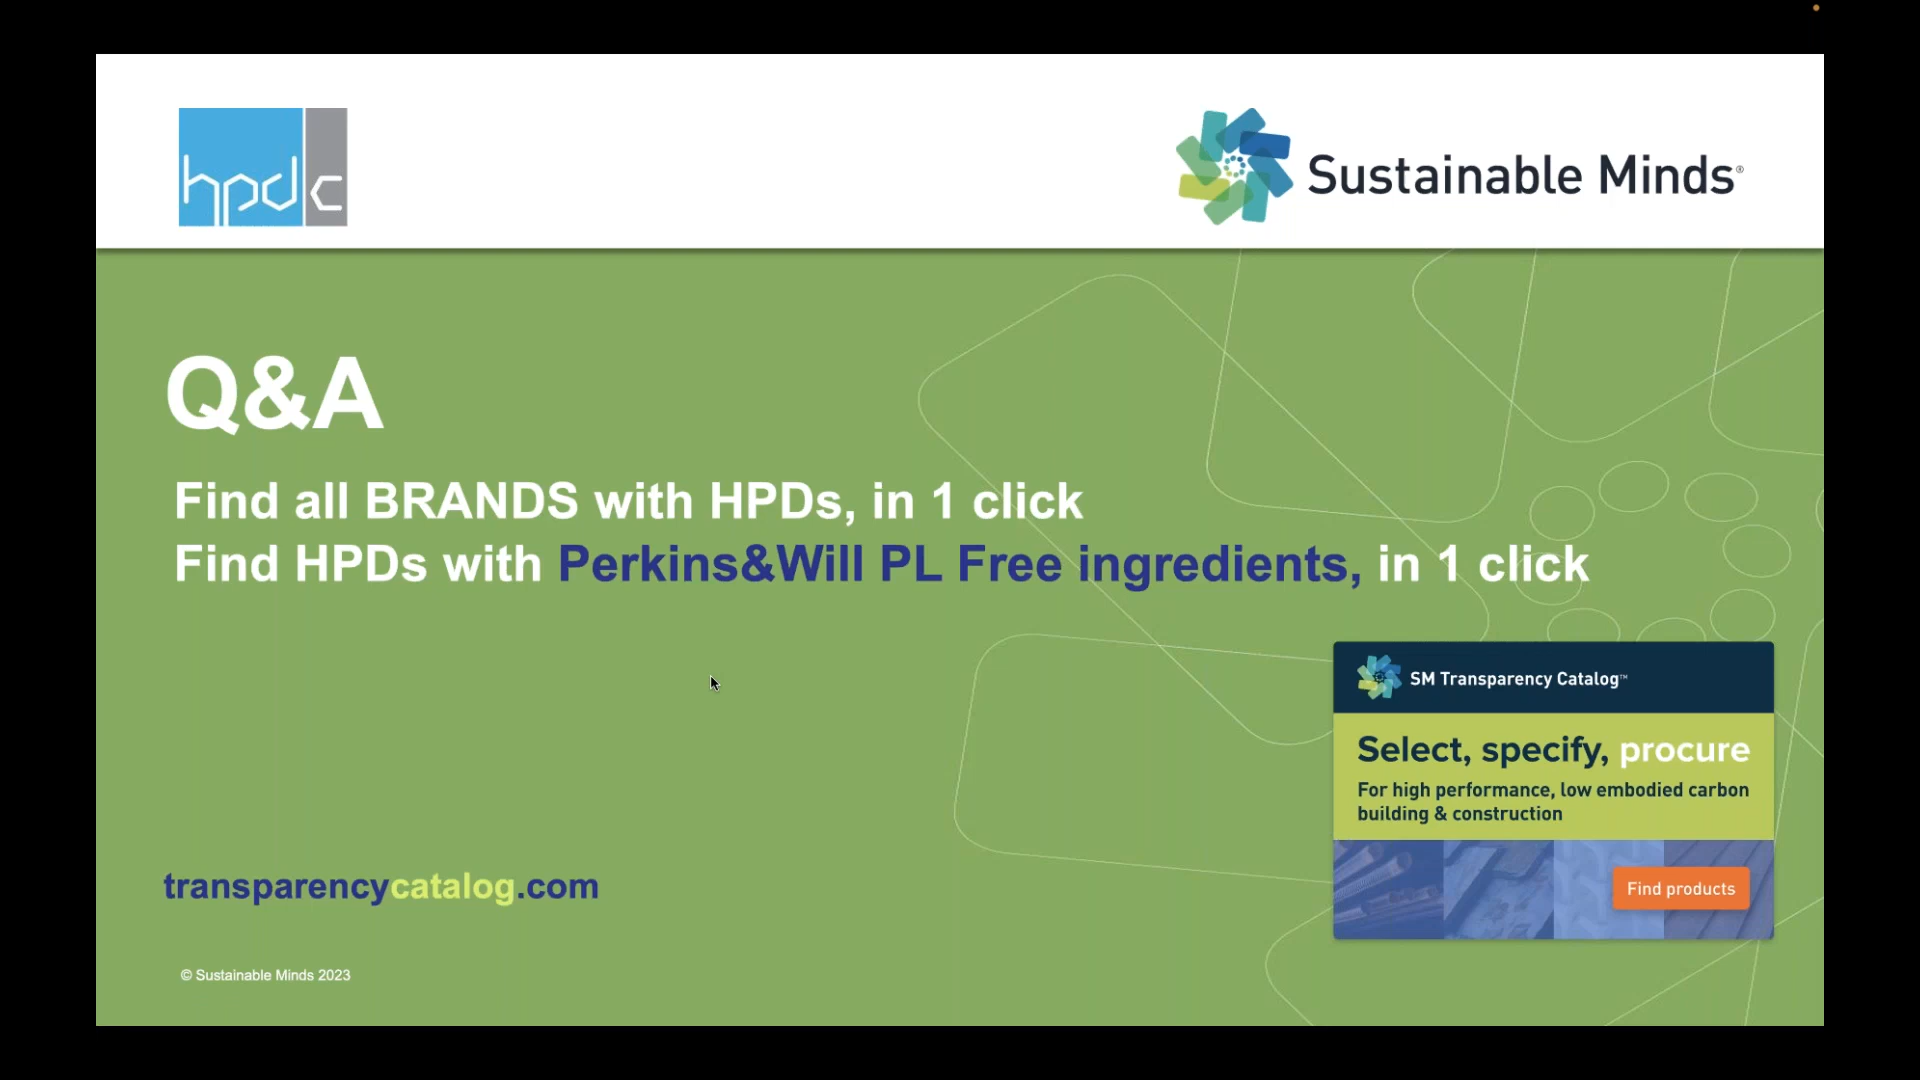 hpdc
Sustainable Minds®
Q&A
Find all BRANDS with HPDs, in 1 click
Find HPDs with Perkins&Will PL Free ingredients, in 1 click
SM Transparency Catalog™
Select, specify, procure
For high performance, low embodied carbon
building & construction
Find products
transparencycatalog.com
© Sustainable Minds 2023